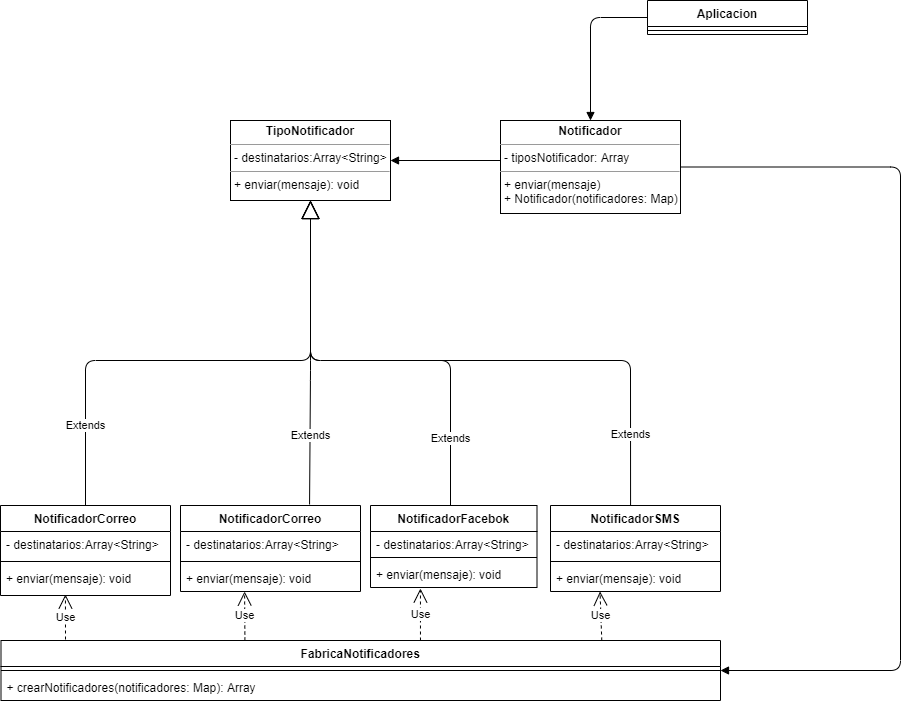 Aplicacion
TipoNotificador
- destinatarios:Array<String>
+ enviar(mensaje): void
Notificador
- tiposNotificador: Array
+ enviar(mensaje)
+ Notificador(notificadores: Map)
Extends
Extends
Extends
Extends
NotificadorCorreo
- destinatarios:Array<String>
+ enviar(mensaje): void
NotificadorCorreo
- destinatarios:Array<String>
+ enviar(mensaje): void
NotificadorFacebok
- destinatarios:Array<String>
+ enviar(mensaje): void
NotificadorSMS
- destinatarios:Array<String>
+ enviar(mensaje): void
Use
Use
Use
Use
FabricaNotificadores
+ crearNotificadores(notificadores: Map): Array